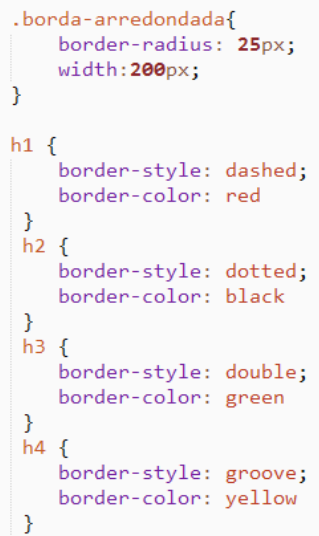 .borda-arredondada{
    border-radius: 25px;
    width:200px;
}
h1 {
    border-style: dashed;
    border-color: red
 }
 h2 {
    border-style: dotted;
    border-color: black
 }
 h3 {
    border-style: double;
    border-color: green
 }
 h4 {
    border-style: groove;
    border-color: yellow
 }